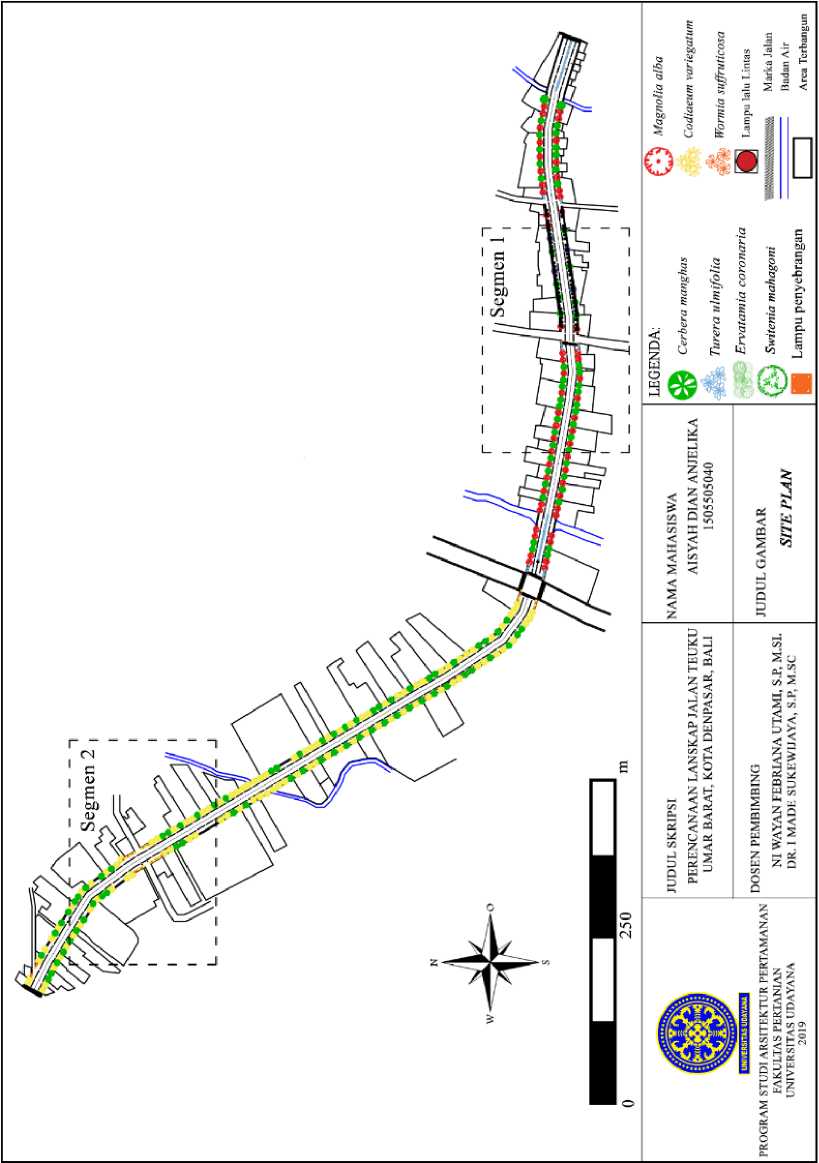 Segmen 2
Segmen 1
N
O
S
W
0
250
m
UNIVERSITAS UDAYANA
PROGRAM STUDI ARSITEKTUR PERTAMANAN
FAKULTAS PERTANIAN
UNIVERSITAS UDAYANA
2019
JUDUL SKRIPSI
PERENCANAAN LANSKAP JALAN TEUKU
UMAR BARAT, KOTA DENPASAR, BALI
DOSEN PEMBIMBING
NI WAYAN FEBRIANA UTAMI, S.P, M.SI.
DR. I MADE SUKEWIJAYA, S.P, M.SC
NAMA MAHASISWA
AISYAH DIAN ANJELIKA
1505505040
JUDUL GAMBAR
SITE PLAN
LEGENDA:
Cerbera manghas
Turera ulmifolia
Ervatamia coronaria
Switenia mahagoni
Lampu penyebrangan
Magnolia alba
Codiaeum variegatum
Wormia suffruticosa
Lampu lalu Lintas
Marka Jalan
Badan Air
Area Terbangun